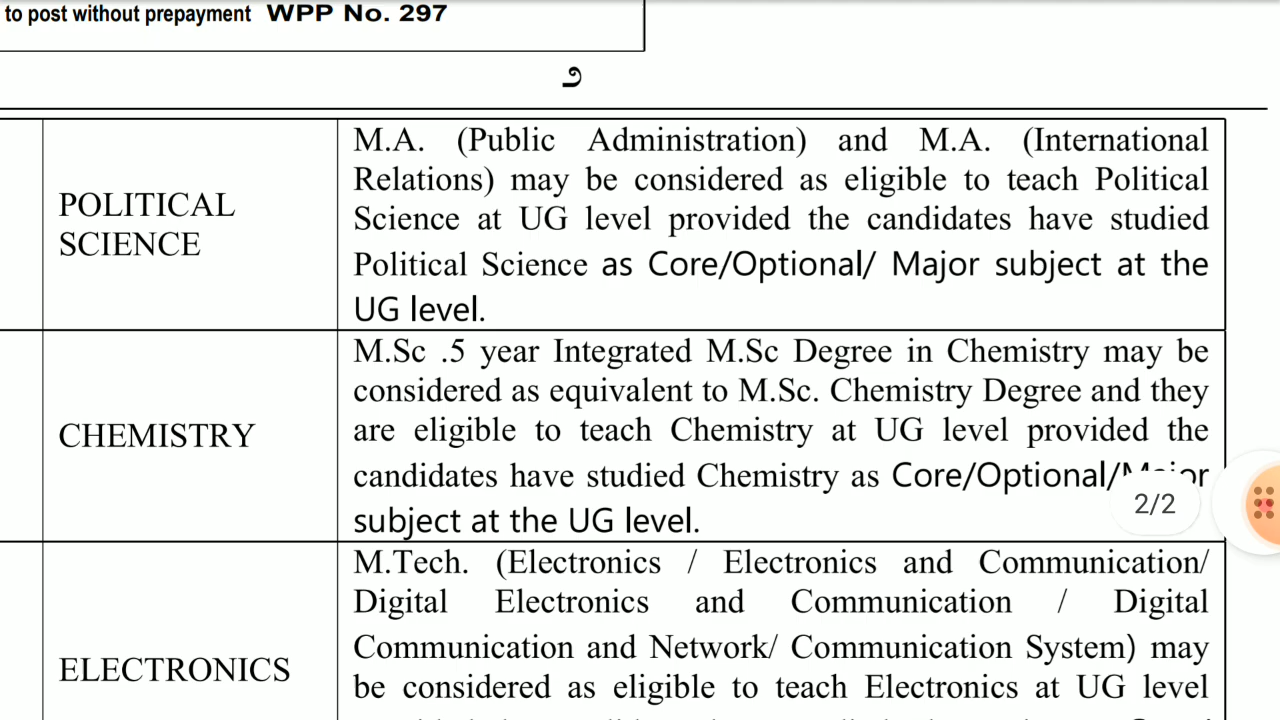 to post without prepayment WPP No. 297
೨
POLITICAL
SCIENCE
M.A. (Public Administration) and M.A. (International
Relations) may be considered as eligible to teach Political
Science at UG level provided the candidates have studied
Political Science as Core/Optional/ Major subject at the
UG level.
CHEMISTRY
M.Sc .5 year Integrated M.Sc Degree in Chemistry may be
considered as equivalent to M.Sc. Chemistry Degree and they
are eligible to teach Chemistry at UG level provided the
candidates have studied Chemistry as Core/Optional/Major
subject at the UG level.
2/2
ELECTRONICS
M.Tech. (Electronics / Electronics and Communication/
Digital Electronics and Communication / Digital
Communication and Network/ Communication System) may
be considered as eligible to teach Electronics at UG level